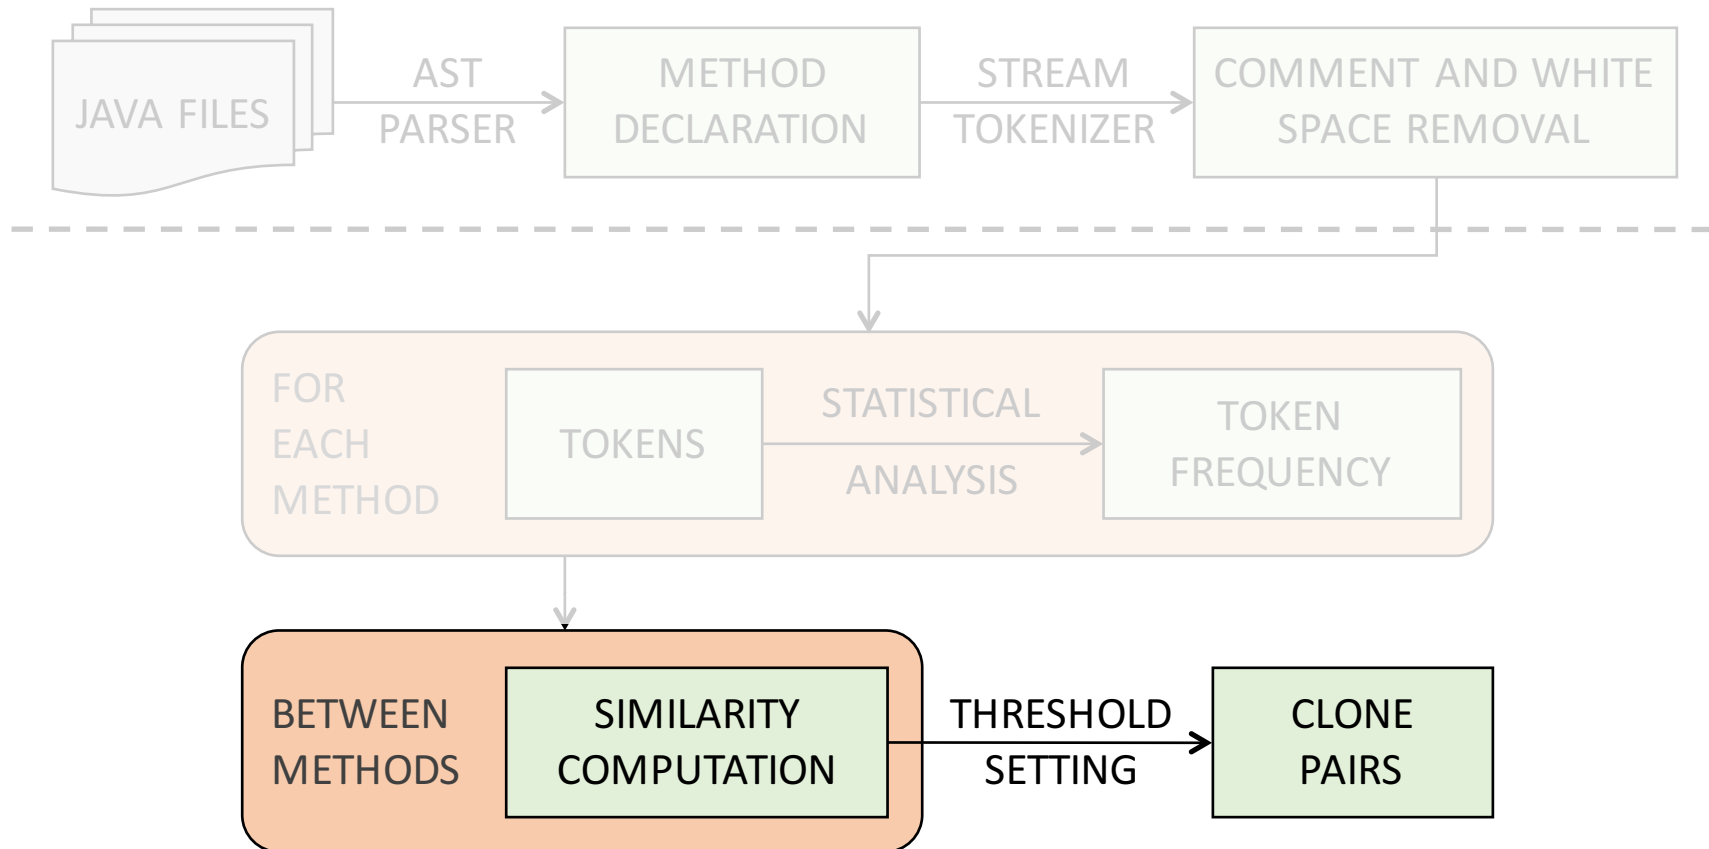 JAVA FILES
AST
PARSER
METHOD
DECLARATION
STREAM
TOKENIZER
COMMENT AND WHITE
SPACE REMOVAL
FOR
EACH
METHOD
TOKENS
STATISTICAL
ANALYSIS
TOKEN
FREQUENCY
BETWEEN
METHODS
SIMILARITY
COMPUTATION
THRESHOLD
SETTING
CLONE
PAIRS